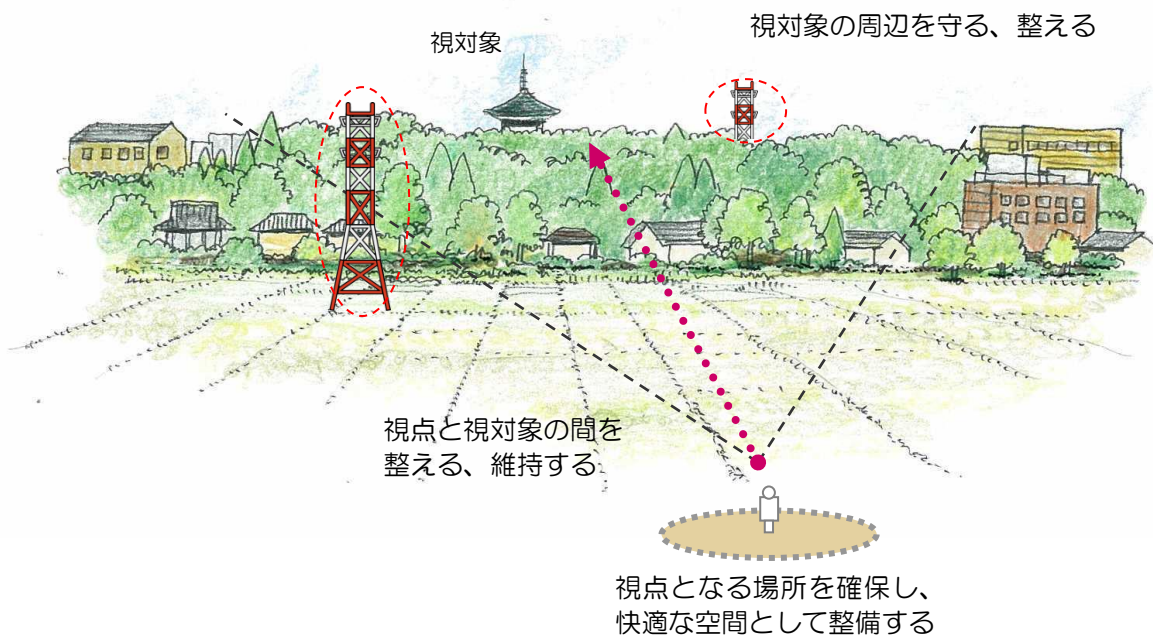 視対象の周辺を守る、整える
視対象
視点と視対象の間を
整える、維持する
視点となる場所を確保し、
快適な空間として整備する